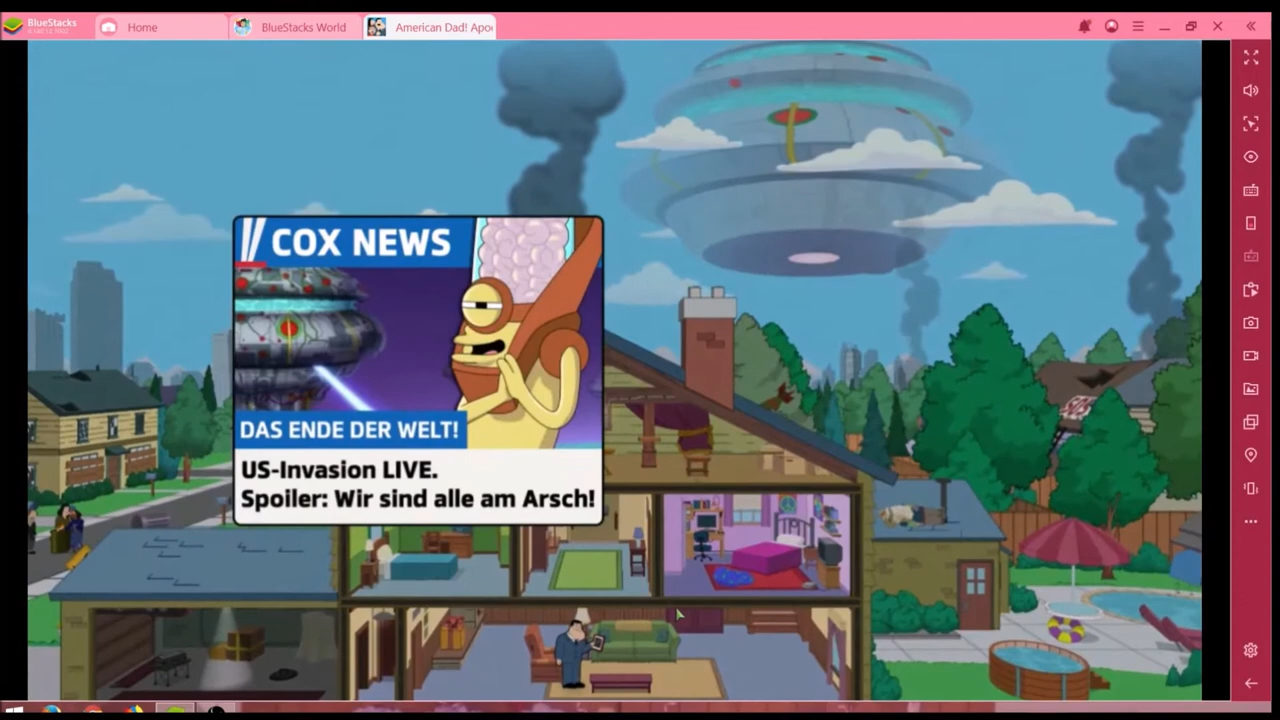 BlueStacks
Home
BlueStacks World
American Dad! Apo
COX NEWS
DAS ENDE DER WELT!
US-Invasion LIVE.
Spoiler: Wir sind alle am Arsch!